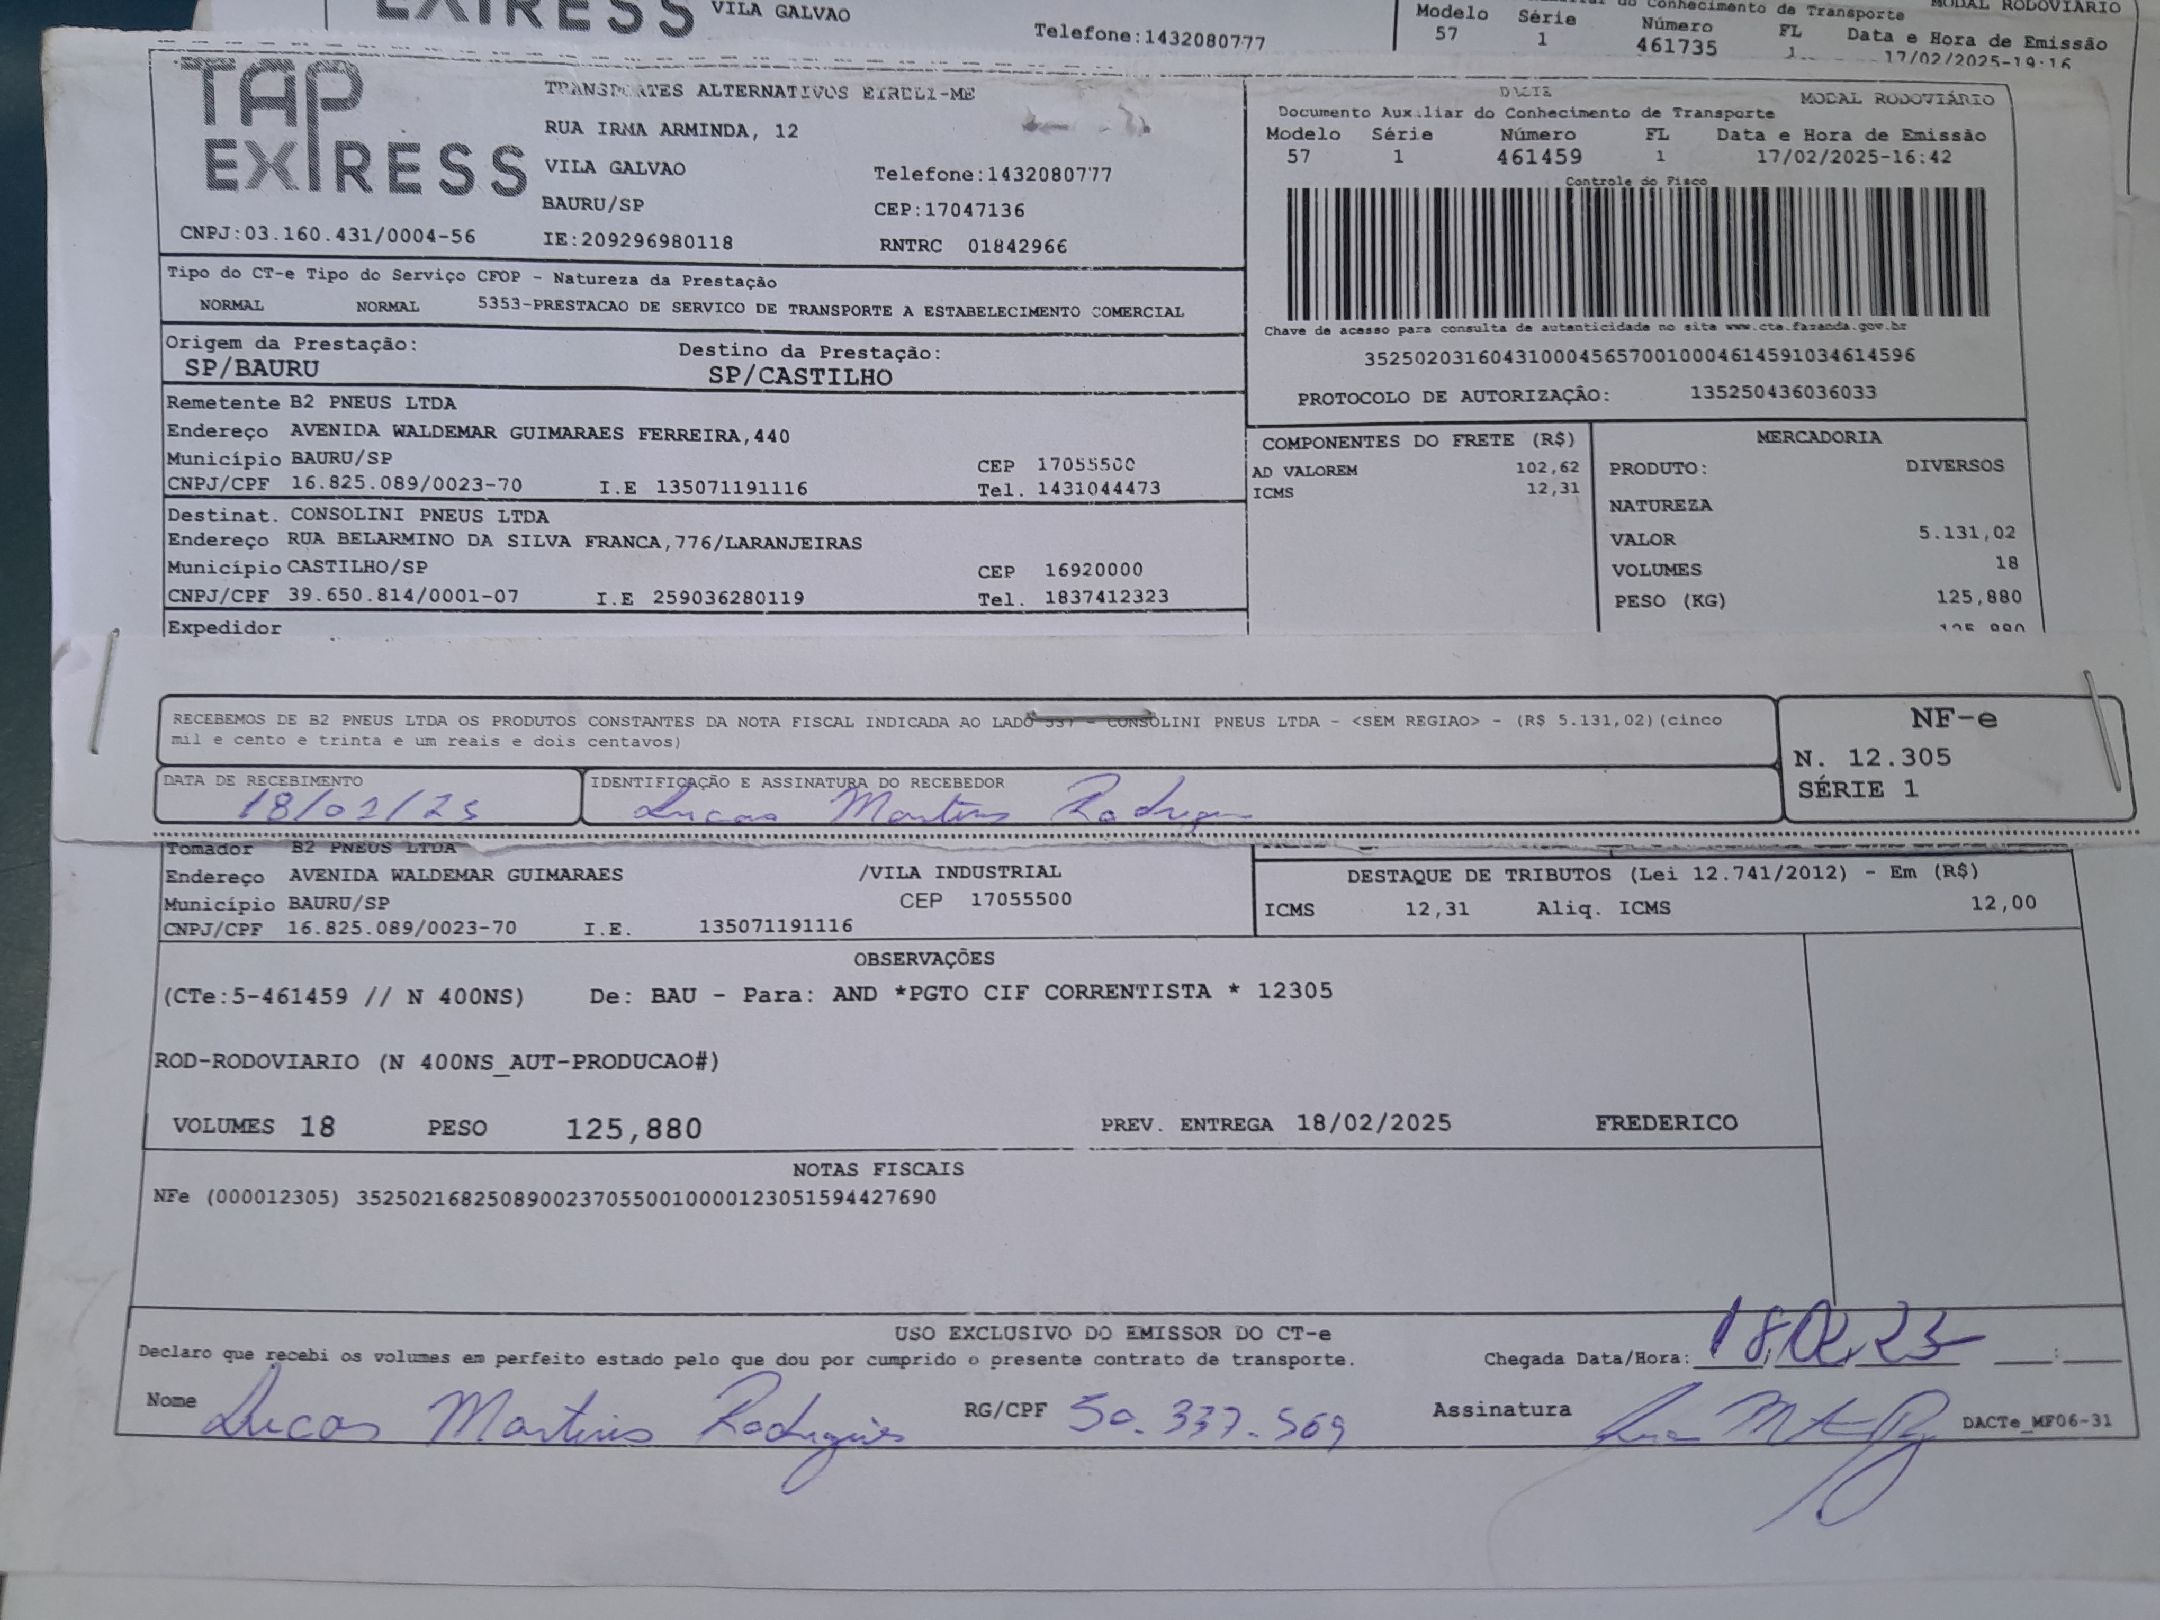 VILA GALVAO
Telefone:1432080777
Conhecimento de Transporte MODAL RODOVIÁRIO
Modelo Série Número FL Data e Hora de Emissão
57 1 461735 1 17/02/2025-19:16
TAP EXPRESS
TRANSPORTES ALTERNATIVOS EIRELI-ME
RUA IRMA ARMINDA, 12
VILA GALVAO Telefone:1432080777
BAURU/SP CEP:17047136
CNPJ:03.160.431/0004-56 IE:209296980118 RNTRC 01842966
DACTE MODAL RODOVIÁRIO
Documento Auxiliar do Conhecimento de Transporte
Modelo Série Número FL Data e Hora de Emissão
57 1 461459 1 17/02/2025-16:42
Controle do Fisco
Chave de acesso para consulta de autenticidade no site www.cte.fazenda.gov.br
35250203160431000456570010004614591034614596
PROTOCOLO DE AUTORIZAÇÃO: 135250436036033
Tipo do CT-e Tipo do Serviço CFOP - Natureza da Prestação
NORMAL NORMAL 5353-PRESTACAO DE SERVICO DE TRANSPORTE A ESTABELECIMENTO COMERCIAL
Origem da Prestação: Destino da Prestação:
SP/BAURU SP/CASTILHO
Remetente B2 PNEUS LTDA
Endereço AVENIDA WALDEMAR GUIMARAES FERREIRA,440
Município BAURU/SP CEP 17055500
CNPJ/CPF 16.825.089/0023-70 I.E 135071191116 Tel. 1431044473
Destinat. CONSOLINI PNEUS LTDA
Endereço RUA BELARMINO DA SILVA FRANCA,776/LARANJEIRAS
Município CASTILHO/SP CEP 16920000
CNPJ/CPF 39.650.814/0001-07 I.E 259036280119 Tel. 1837412323
Expedidor
COMPONENTES DO FRETE (R$)
AD VALOREM 102,62
ICMS 12,31
MERCADORIA
PRODUTO: DIVERSOS
NATUREZA
VALOR 5.131,02
VOLUMES 18
PESO (KG) 125,880
RECEBEMOS DE B2 PNEUS LTDA OS PRODUTOS CONSTANTES DA NOTA FISCAL INDICADA AO LADO 337 - CONSOLINI PNEUS LTDA - <SEM REGIAO> - (R$ 5.131,02)(cinco
mil e cento e trinta e um reais e dois centavos)
DATA DE RECEBIMENTO IDENTIFICAÇÃO E ASSINATURA DO RECEBEDOR
18/02/25 Lucas Martins Rodrigues
NF-e
N. 12.305
SÉRIE 1
Tomador B2 PNEUS LTDA
Endereço AVENIDA WALDEMAR GUIMARAES /VILA INDUSTRIAL
Município BAURU/SP CEP 17055500
CNPJ/CPF 16.825.089/0023-70 I.E. 135071191116
DESTAQUE DE TRIBUTOS (Lei 12.741/2012) - Em (R$)
ICMS 12,31 Aliq. ICMS 12,00
OBSERVAÇÕES
(CTe:5-461459 // N 400NS) De: BAU - Para: AND *PGTO CIF CORRENTISTA * 12305
ROD-RODOVIARIO (N 400NS_AUT-PRODUCAO#)
VOLUMES 18 PESO 125,880 PREV. ENTREGA 18/02/2025 FREDERICO
NOTAS FISCAIS
NFe (000012305) 35250216825089002370550010000123051594427690
USO EXCLUSIVO DO EMISSOR DO CT-e
Declaro que recebi os volumes em perfeito estado pelo que dou por cumprido o presente contrato de transporte. Chegada Data/Hora: 18/02/25 __:__
Nome Lucas Martins Rodrigues RG/CPF 50.337.569 Assinatura DACTe_MF06-31